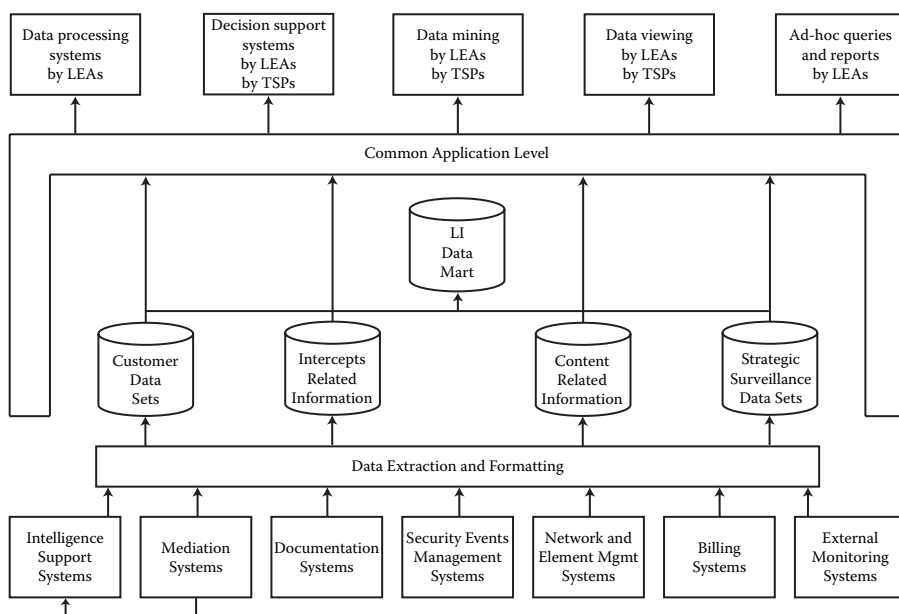 Data processing
systems
by LEAs
Decision support
systems
by LEAs
by TSPs
Data mining
by LEAs
by TSPs
Data viewing
by LEAs
by TSPs
Ad-hoc queries
and reports
by LEAs
Common Application Level
LI
Data
Mart
Customer
Data
Sets
Intercepts
Related
Information
Content
Related
Information
Strategic
Surveillance
Data Sets
Data Extraction and Formatting
Intelligence
Support
Systems
Mediation
Systems
Documentation
Systems
Security Events
Management
Systems
Network and
Element Mgmt
Systems
Billing
Systems
External
Monitoring
Systems